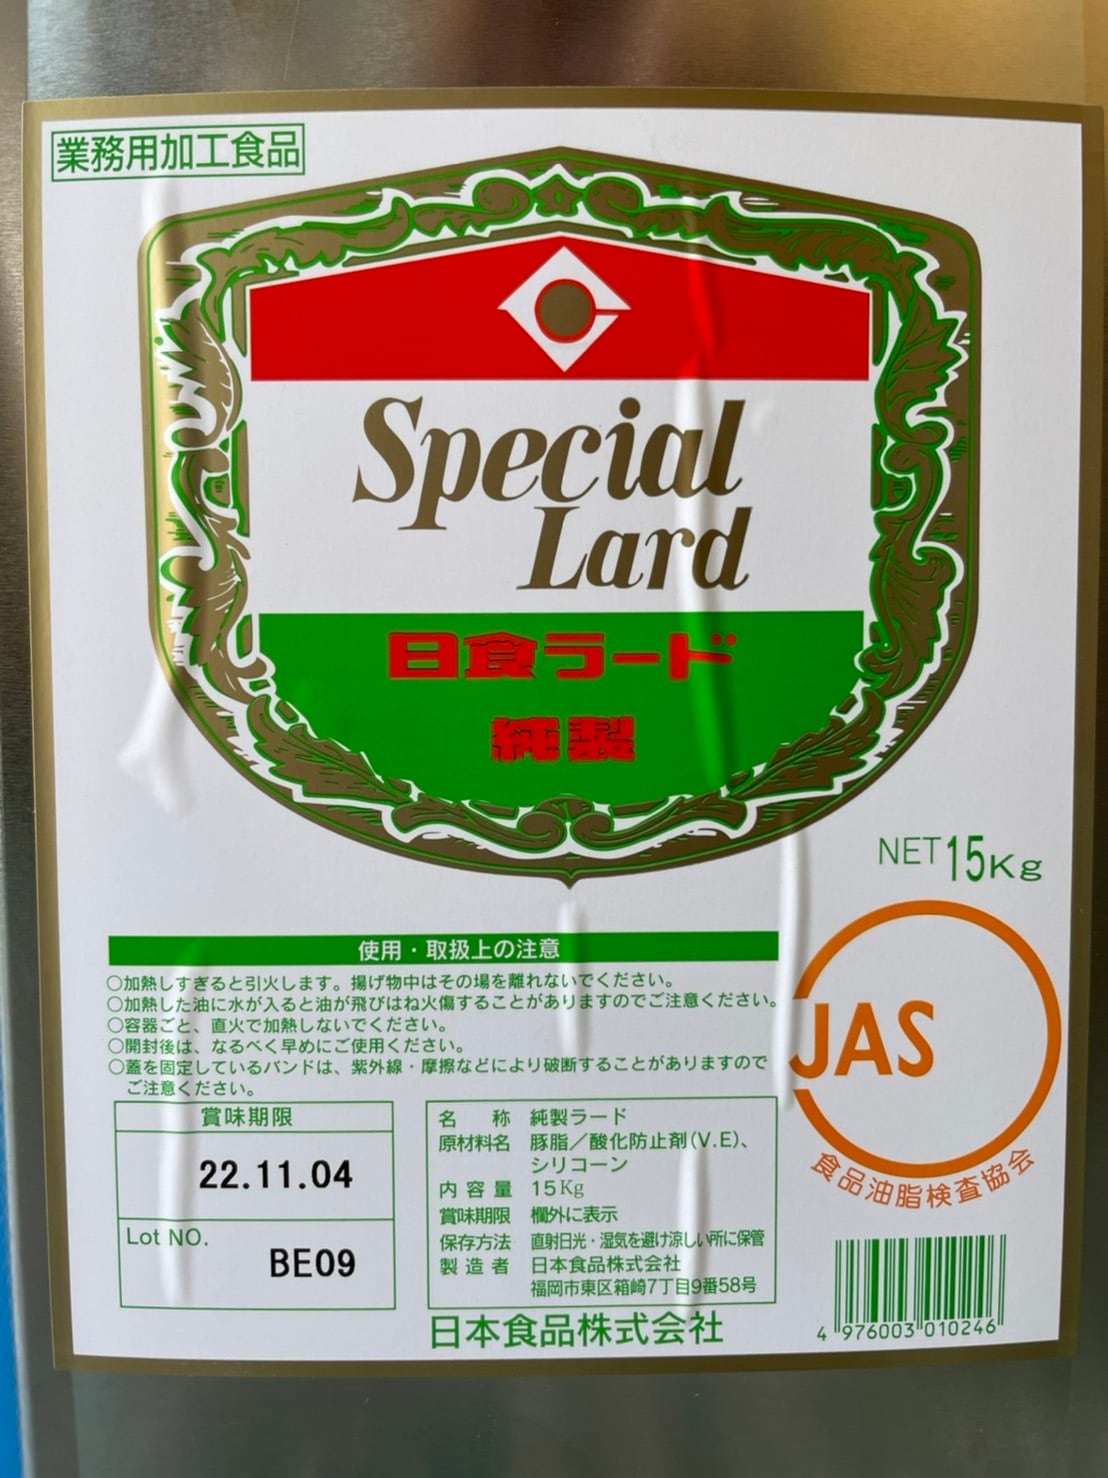 業務用加工食品
Special
Lard
日食ラード
純製
NET 15Kg
使用・取扱上の注意
○加熱しすぎると引火します。揚げ物中はその場を離れないでください。
○加熱した油に水が入ると油が飛びはね火傷することがありますのでご注意ください。
○容器ごと、直火で加熱しないでください。
○開封後は、なるべく早めにご使用ください。
○蓋を固定しているバンドは、紫外線・摩擦などにより破断することがありますので
ご注意ください。
JAS
食品油脂検査協会
賞味期限
22.11.04
Lot NO.
BE09
名称 純製ラード
原材料名 豚脂／酸化防止剤(V.E)、
シリコーン
内容量 15Kg
賞味期限 欄外に表示
保存方法 直射日光・湿気を避け涼しい所に保管
製造者 日本食品株式会社
福岡市東区箱崎7丁目9番58号
日本食品株式会社
4 976003 010246